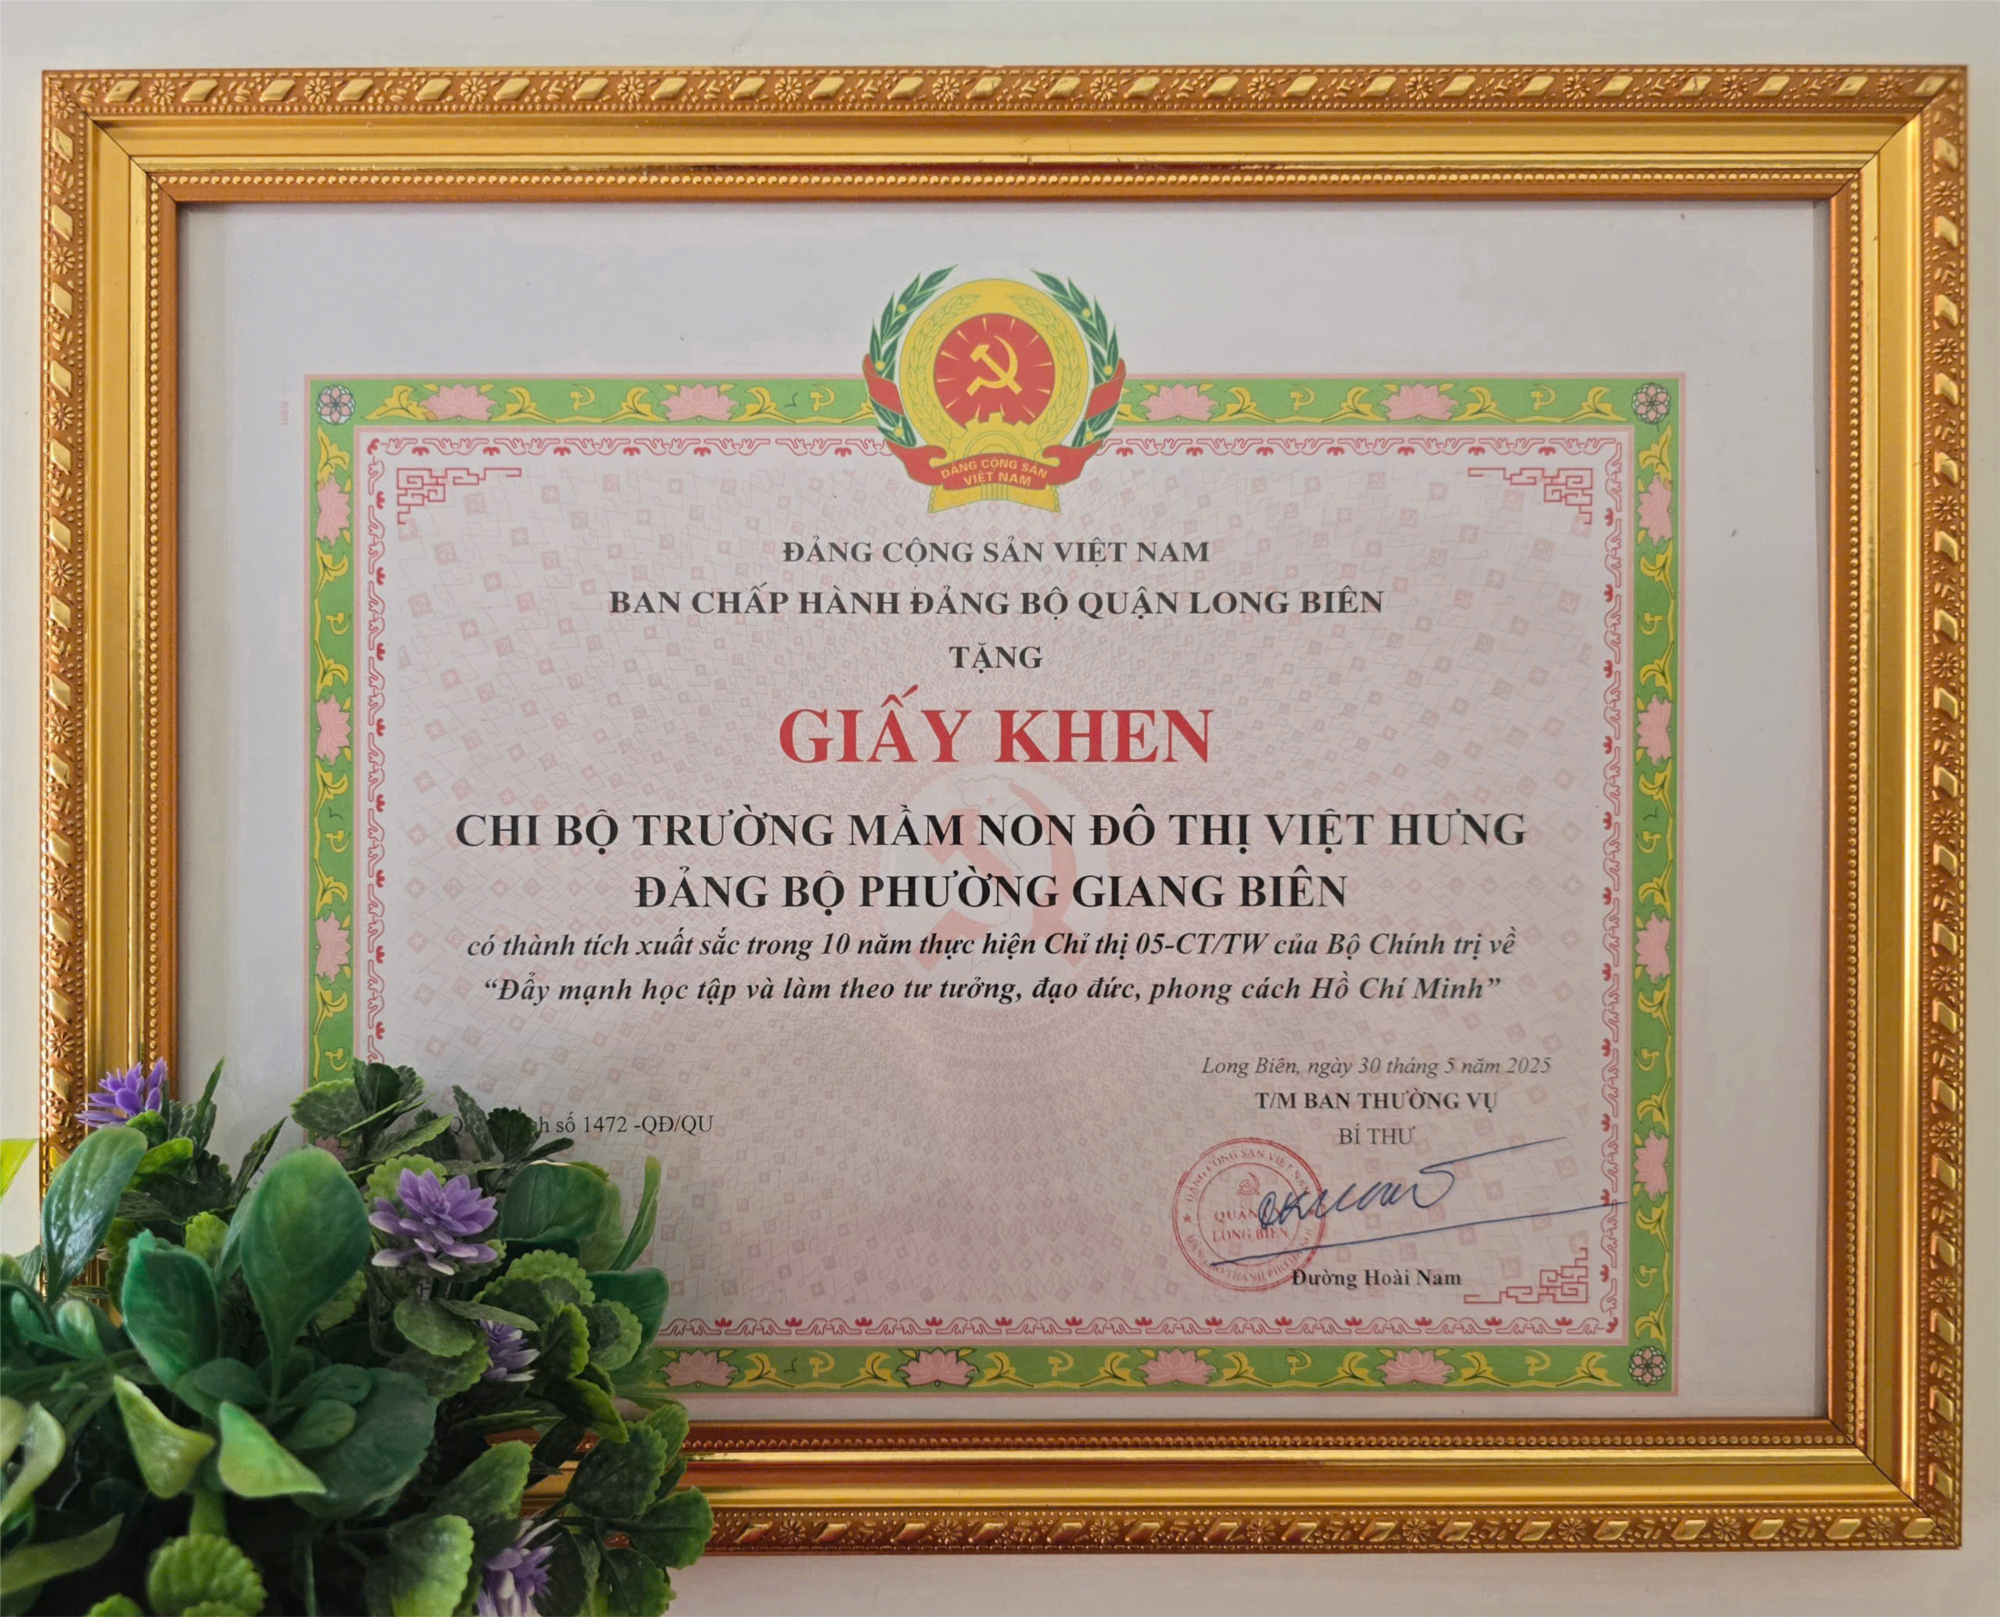 ĐẢNG CỘNG SẢN
VIỆT NAM
ĐẢNG CỘNG SẢN VIỆT NAM
BAN CHẤP HÀNH ĐẢNG BỘ QUẬN LONG BIÊN
TẶNG
GIẤY KHEN
CHI BỘ TRƯỜNG MẦM NON ĐÔ THỊ VIỆT HƯNG
ĐẢNG BỘ PHƯỜNG GIANG BIÊN
có thành tích xuất sắc trong 10 năm thực hiện Chỉ thị 05-CT/TW của Bộ Chính trị về
“Đẩy mạnh học tập và làm theo tư tưởng, đạo đức, phong cách Hồ Chí Minh”
Long Biên, ngày 30 tháng 5 năm 2025
T/M BAN THƯỜNG VỤ
BÍ THƯ
số 1472 -QĐ/QU
ĐẢNG CỘNG SẢN VIỆT NAM
QUẬN
LONG BIÊN
Đường Hoài Nam